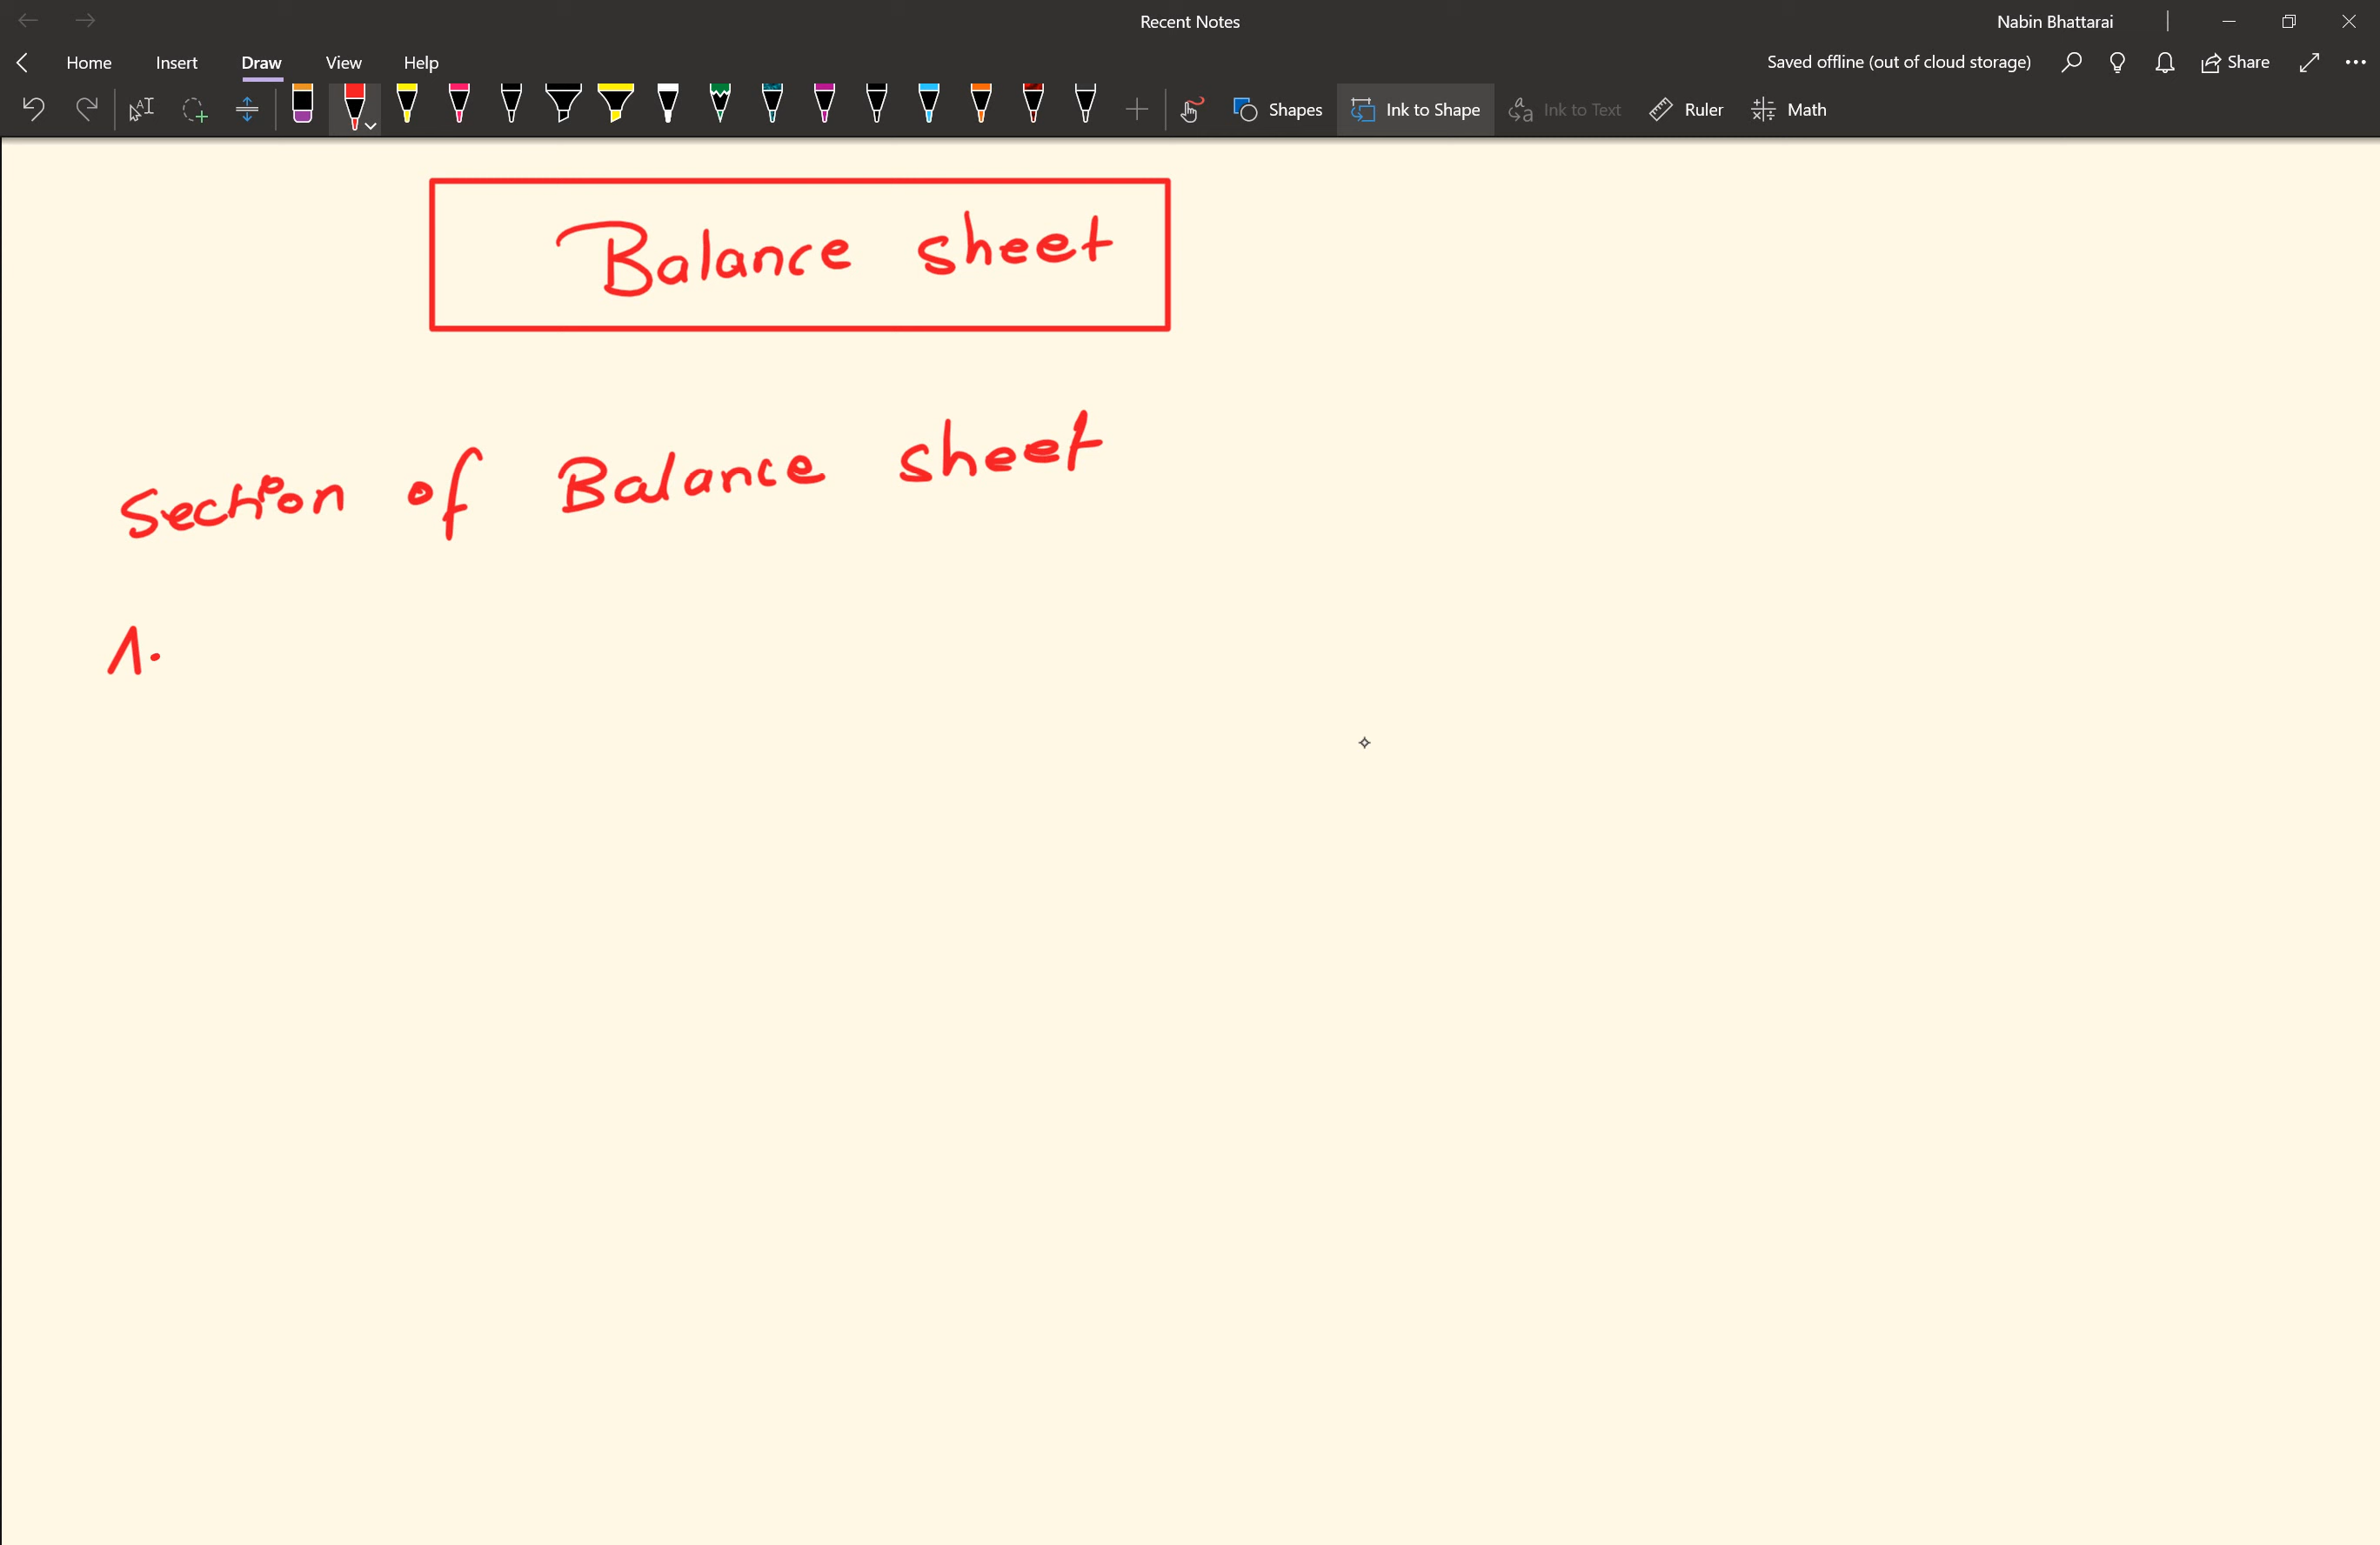 Recent Notes
Nabin Bhattarai
Home Insert Draw View Help
Saved offline (out of cloud storage)
Share
Shapes
Ink to Shape
Ink to Text
Ruler
Math
Balance sheet
Section of Balance sheet
1.